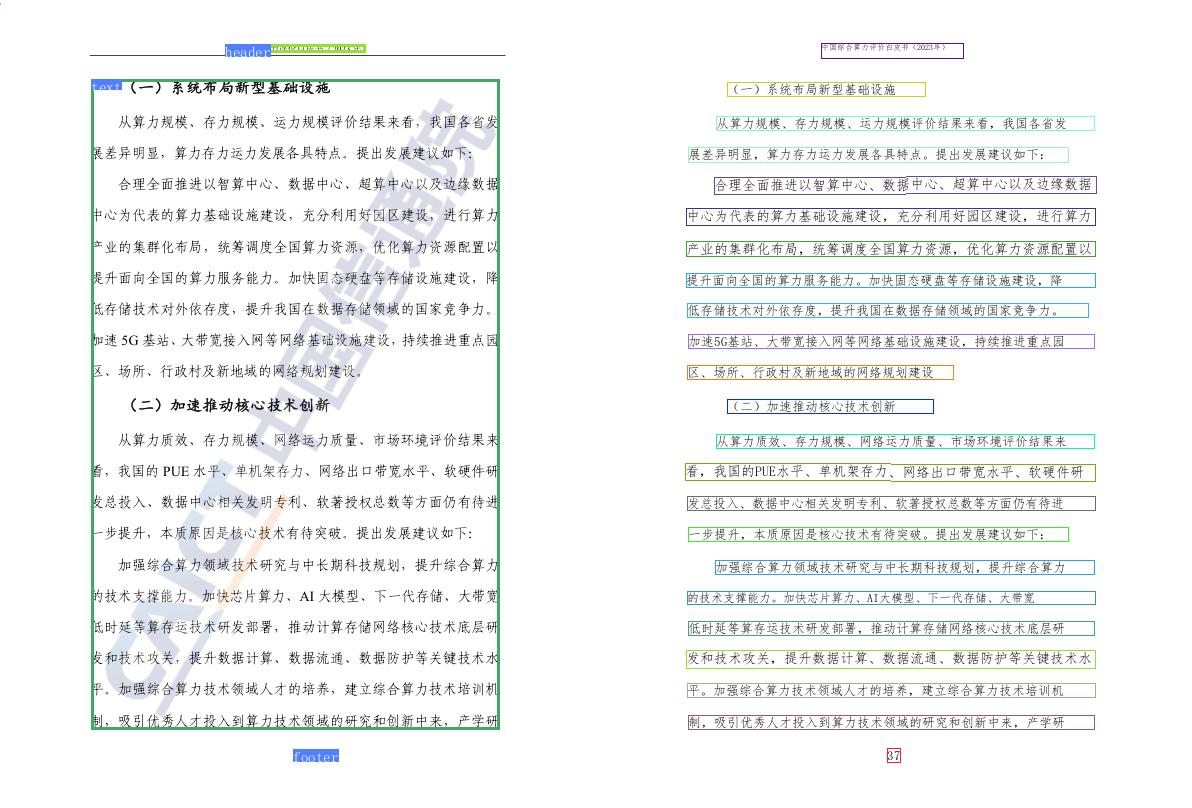 header
text
（一）系统布局新型基础设施
从算力规模、存力规模、运力规模评价结果来看，我国各省发
展差异明显，算力存力运力发展各具特点。提出发展建议如下：
合理全面推进以智算中心、数据中心、超算中心以及边缘数据
中心为代表的算力基础设施建设，充分利用好园区建设，进行算力
产业的集群化布局，统筹调度全国算力资源，优化算力资源配置以
提升面向全国的算力服务能力。加快固态硬盘等存储设施建设，降
低存储技术对外依存度，提升我国在数据存储领域的国家竞争力。
加速 5G 基站、大带宽接入网等网络基础设施建设，持续推进重点园
区、场所、行政村及新地域的网络规划建设。
（二）加速推动核心技术创新
从算力质效、存力规模、网络运力质量、市场环境评价结果来
看，我国的 PUE 水平，单机架存力、网络出口带宽水平、软硬件研
发总投入、数据中心相关发明专利、软著授权总数等方面仍有待进
一步提升，本质原因是核心技术有待突破。提出发展建议如下：
加强综合算力领域技术研究与中长期科技规划，提升综合算力
的技术支撑能力。加快芯片算力、AI 大模型、下一代存储、大带宽
低时延等算存运技术研发部署，推动计算存储网络核心技术底层研
发和技术攻关，提升数据计算、数据流通、数据防护等关键技术水
平。加强综合算力技术领域人才的培养，建立综合算力技术培训机
制，吸引优秀人才投入到算力技术领域的研究和创新中来，产学研
footer
CAICT 中国信通院
中国综合算力评价白皮书（2023年）
（一）系统布局新型基础设施
从算力规模、存力规模、运力规模评价结果来看，我国各省发
展差异明显，算力存力运力发展各具特点。提出发展建议如下：
合理全面推进以智算中心、数据中心、超算中心以及边缘数据
中心为代表的算力基础设施建设，充分利用好园区建设，进行算力
产业的集群化布局，统筹调度全国算力资源，优化算力资源配置以
提升面向全国的算力服务能力。加快固态硬盘等存储设施建设，降
低存储技术对外依存度，提升我国在数据存储领域的国家竞争力。
加速5G基站、大带宽接入网等网络基础设施建设，持续推进重点园
区、场所、行政村及新地域的网络规划建设
（二）加速推动核心技术创新
从算力质效、存力规模、网络运力质量、市场环境评价结果来
看，我国的PUE水平、单机架存力、网络出口带宽水平、软硬件研
发总投入、数据中心相关发明专利、软著授权总数等方面仍有待进
一步提升，本质原因是核心技术有待突破。提出发展建议如下：
加强综合算力领域技术研究与中长期科技规划，提升综合算力
的技术支撑能力。加快芯片算力、AI大模型、下一代存储、大带宽
低时延等算存运技术研发部署，推动计算存储网络核心技术底层研
发和技术攻关，提升数据计算、数据流通、数据防护等关键技术水
平。加强综合算力技术领域人才的培养，建立综合算力技术培训机
制，吸引优秀人才投入到算力技术领域的研究和创新中来，产学研
37